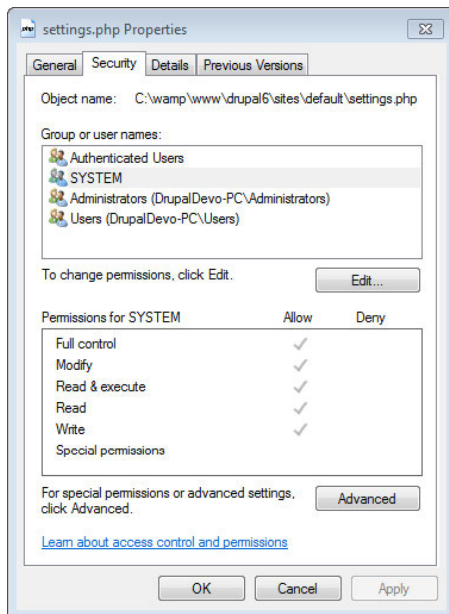 php settings.php Properties
General Security Details Previous Versions
Object name: C:\wamp\www\drupal6\sites\default\settings.php
Group or user names:
Authenticated Users
SYSTEM
Administrators (DrupalDevo-PC\Administrators)
Users (DrupalDevo-PC\Users)
To change permissions, click Edit.
Edit...
Permissions for SYSTEM Allow Deny
Full control
Modify
Read & execute
Read
Write
Special permissions
For special permissions or advanced settings,
click Advanced.
Advanced
Learn about access control and permissions
OK Cancel Apply